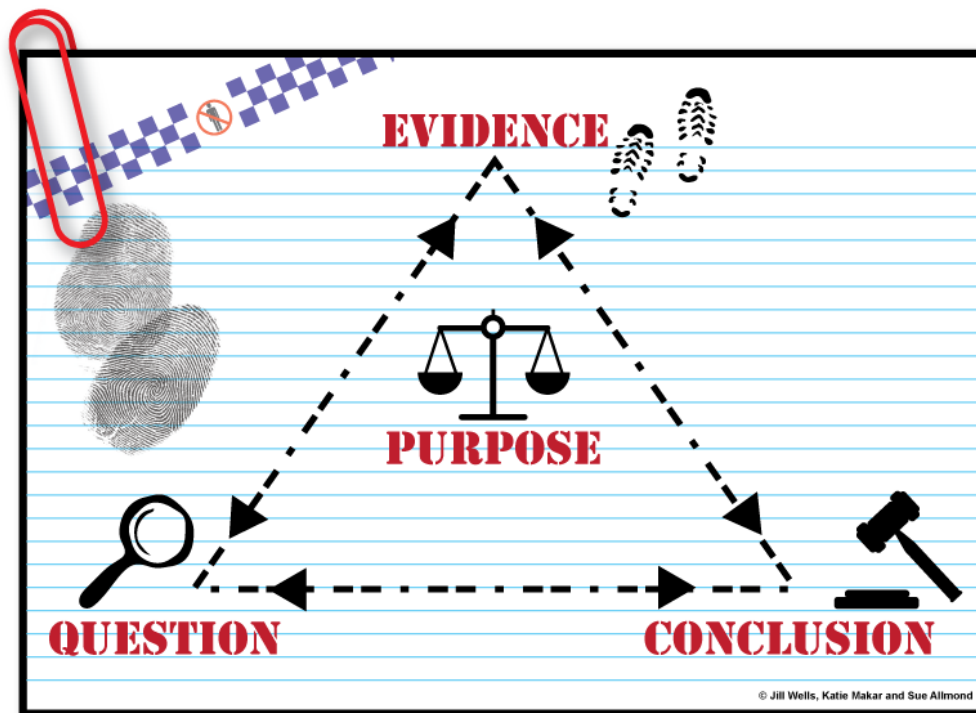 EVIDENCE
PURPOSE
QUESTION
CONCLUSION
© Jill Wells, Katie Makar and Sue Allmond